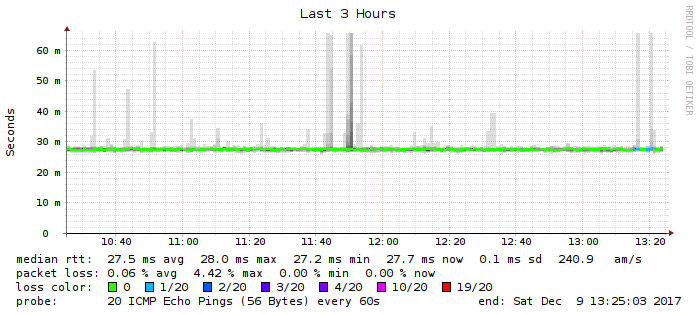 Last 3 Hours
RRDTOOL / TOBI OETIKER
Seconds
60 m
50 m
40 m
30 m
20 m
10 m
0
10:40 11:00 11:20 11:40 12:00 12:20 12:40 13:00 13:20
median rtt: 27.5 ms avg 28.0 ms max 27.2 ms min 27.7 ms now 0.1 ms sd 240.9 am/s
packet loss: 0.06 % avg 4.42 % max 0.00 % min 0.00 % now
loss color: 0 1/20 2/20 3/20 4/20 10/20 19/20
probe: 20 ICMP Echo Pings (56 Bytes) every 60s end: Sat Dec 9 13:25:03 2017